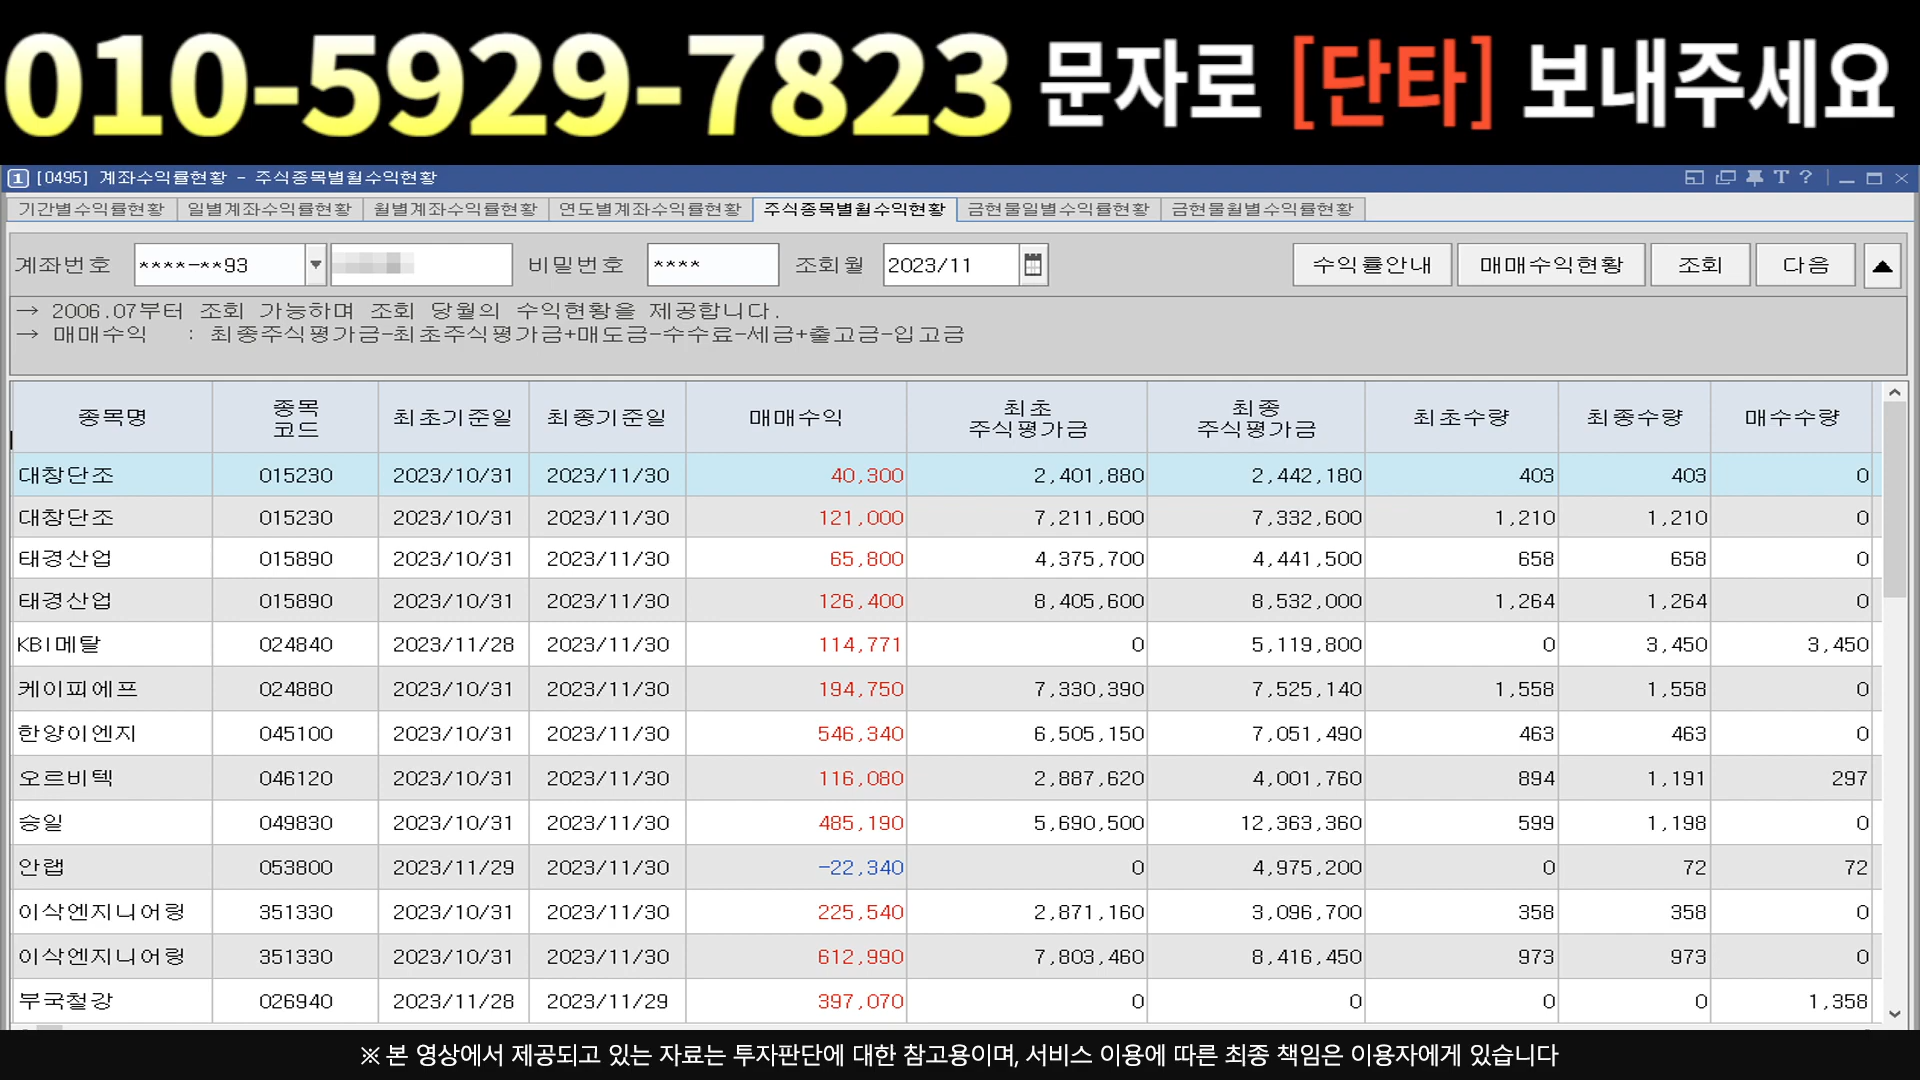 010-5929-7823 문자로 [단타] 보내주세요
1 [0495] 계좌수익률현황 - 주식종목별월수익현황
기간별수익률현황 일별계좌수익률현황 월별계좌수익률현황 연도별계좌수익률현황 주식종목별월수익현황 금현물일별수익률현황 금현물월별수익률현황
계좌번호 ****-**93 비밀번호 **** 조회월 2023/11 수익률안내 매매수익현황 조회 다음 ▲
→ 2006.07부터 조회 가능하며 조회 당월의 수익현황을 제공합니다.
→ 매매수익 : 최종주식평가금-최초주식평가금+매도금-수수료-세금+출고금-입고금
종목명 종목코드 최초기준일 최종기준일 매매수익 최초주식평가금 최종주식평가금 최초수량 최종수량 매수수량
대창단조 015230 2023/10/31 2023/11/30 40,300 2,401,880 2,442,180 403 403 0
대창단조 015230 2023/10/31 2023/11/30 121,000 7,211,600 7,332,600 1,210 1,210 0
태경산업 015890 2023/10/31 2023/11/30 65,800 4,375,700 4,441,500 658 658 0
태경산업 015890 2023/10/31 2023/11/30 126,400 8,405,600 8,532,000 1,264 1,264 0
KBI메탈 024840 2023/11/28 2023/11/30 114,771 0 5,119,800 0 3,450 3,450
케이피에프 024880 2023/10/31 2023/11/30 194,750 7,330,390 7,525,140 1,558 1,558 0
한양이엔지 045100 2023/10/31 2023/11/30 546,340 6,505,150 7,051,490 463 463 0
오르비텍 046120 2023/10/31 2023/11/30 116,080 2,887,620 4,001,760 894 1,191 297
승일 049830 2023/10/31 2023/11/30 485,190 5,690,500 12,363,360 599 1,198 0
안랩 053800 2023/11/29 2023/11/30 -22,340 0 4,975,200 0 72 72
이삭엔지니어링 351330 2023/10/31 2023/11/30 225,540 2,871,160 3,096,700 358 358 0
이삭엔지니어링 351330 2023/10/31 2023/11/30 612,990 7,803,460 8,416,450 973 973 0
부국철강 026940 2023/11/28 2023/11/29 397,070 0 0 0 0 1,358
※ 본 영상에서 제공되고 있는 자료는 투자판단에 대한 참고용이며, 서비스 이용에 따른 최종 책임은 이용자에게 있습니다